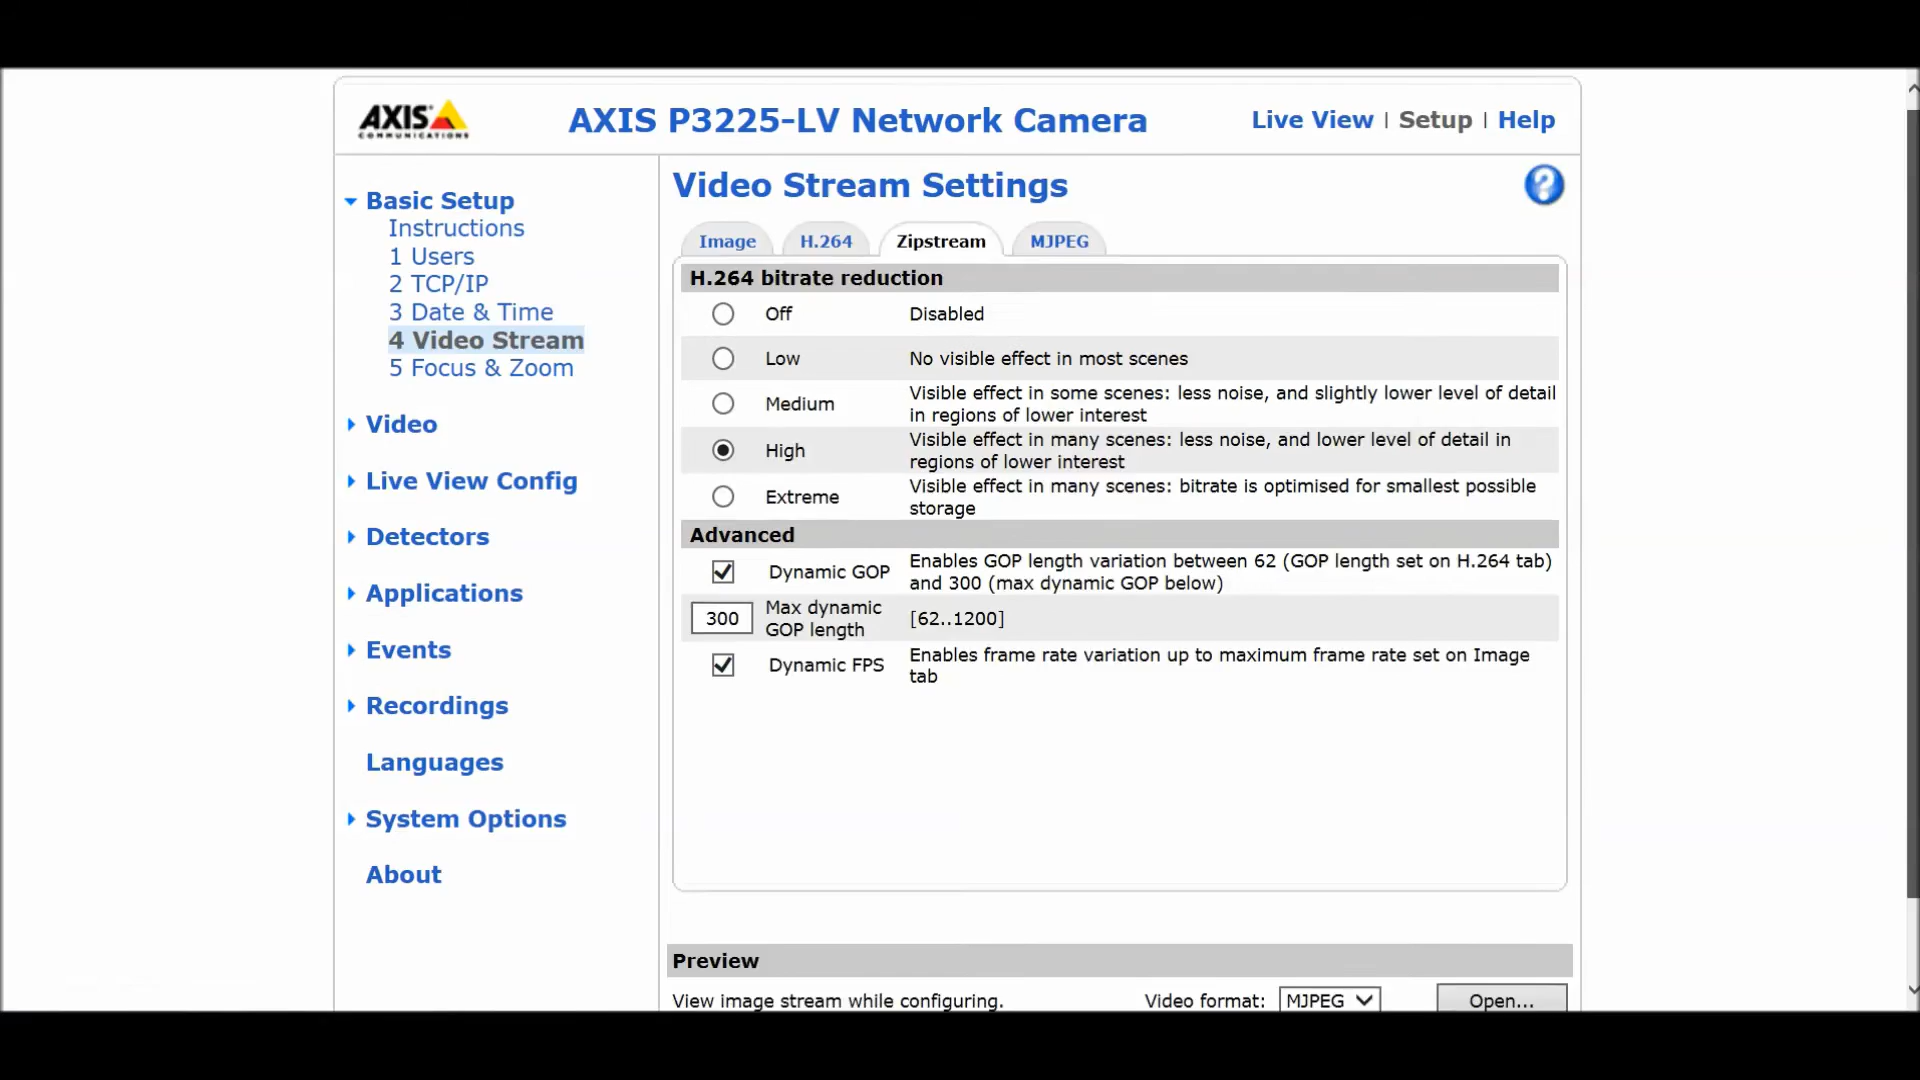 AXIS
COMMUNICATIONS
AXIS P3225-LV Network Camera
Live View | Setup | Help
Basic Setup
Instructions
1 Users
2 TCP/IP
3 Date & Time
4 Video Stream
5 Focus & Zoom
Video
Live View Config
Detectors
Applications
Events
Recordings
Languages
System Options
About
Video Stream Settings
?
Image H.264 Zipstream MJPEG
H.264 bitrate reduction
Off Disabled
Low No visible effect in most scenes
Medium Visible effect in some scenes: less noise, and slightly lower level of detail
in regions of lower interest
High Visible effect in many scenes: less noise, and lower level of detail in
regions of lower interest
Extreme Visible effect in many scenes: bitrate is optimised for smallest possible
storage
Advanced
Dynamic GOP Enables GOP length variation between 62 (GOP length set on H.264 tab)
and 300 (max dynamic GOP below)
300 Max dynamic
GOP length [62..1200]
Dynamic FPS Enables frame rate variation up to maximum frame rate set on Image
tab
Preview
View image stream while configuring. Video format: MJPEG Open...